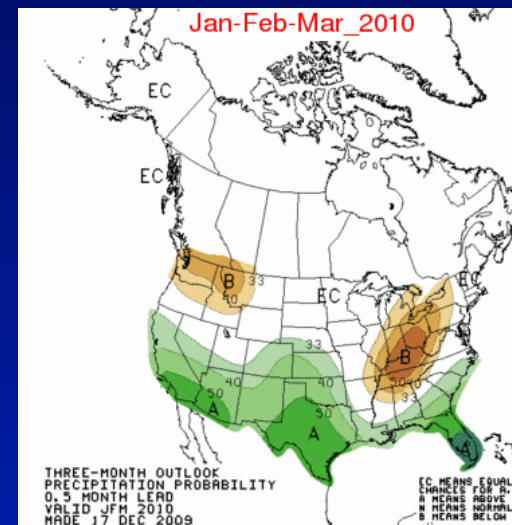 Jan-Feb-Mar_2010
EC
EC
B
33
40
EC
EC
33
B
50 40
33
40
40
50
A
50
A
A
THREE-MONTH OUTLOOK
PRECIPITATION PROBABILITY
0.5 MONTH LEAD
VALID JFM 2010
MADE 17 DEC 2009
EC MEANS EQUAL
CHANCES FOR A,
A MEANS ABOVE
N MEANS NORMAL
B MEANS BELOW